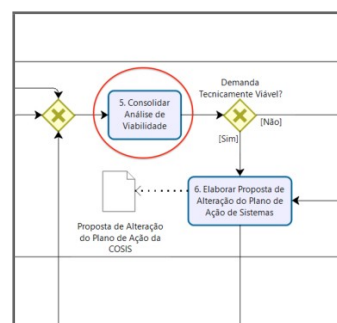 Demanda
Tecnicamente Viável?
5. Consolidar
Análise de
Viabilidade
[Não]
[Sim]
6. Elaborar Proposta de
Alteração do Plano de
Ação de Sistemas
Proposta de Alteração
do Plano de Ação da
COSIS